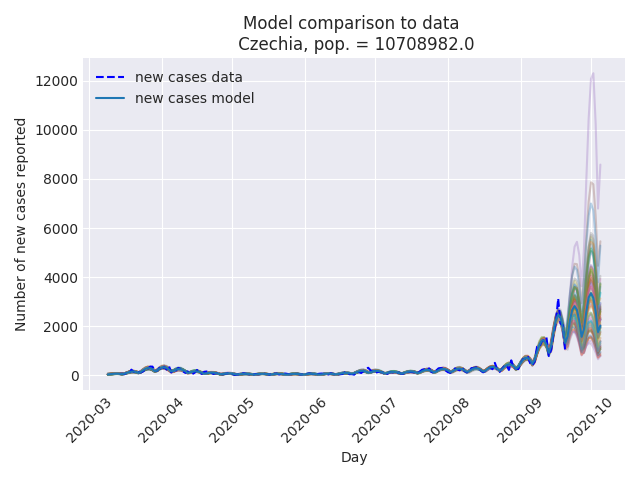 Model comparison to data
Czechia, pop. = 10708982.0
new cases data
new cases model
Number of new cases reported
12000
10000
8000
6000
4000
2000
0
2020-03
2020-04
2020-05
2020-06
2020-07
2020-08
2020-09
2020-10
Day